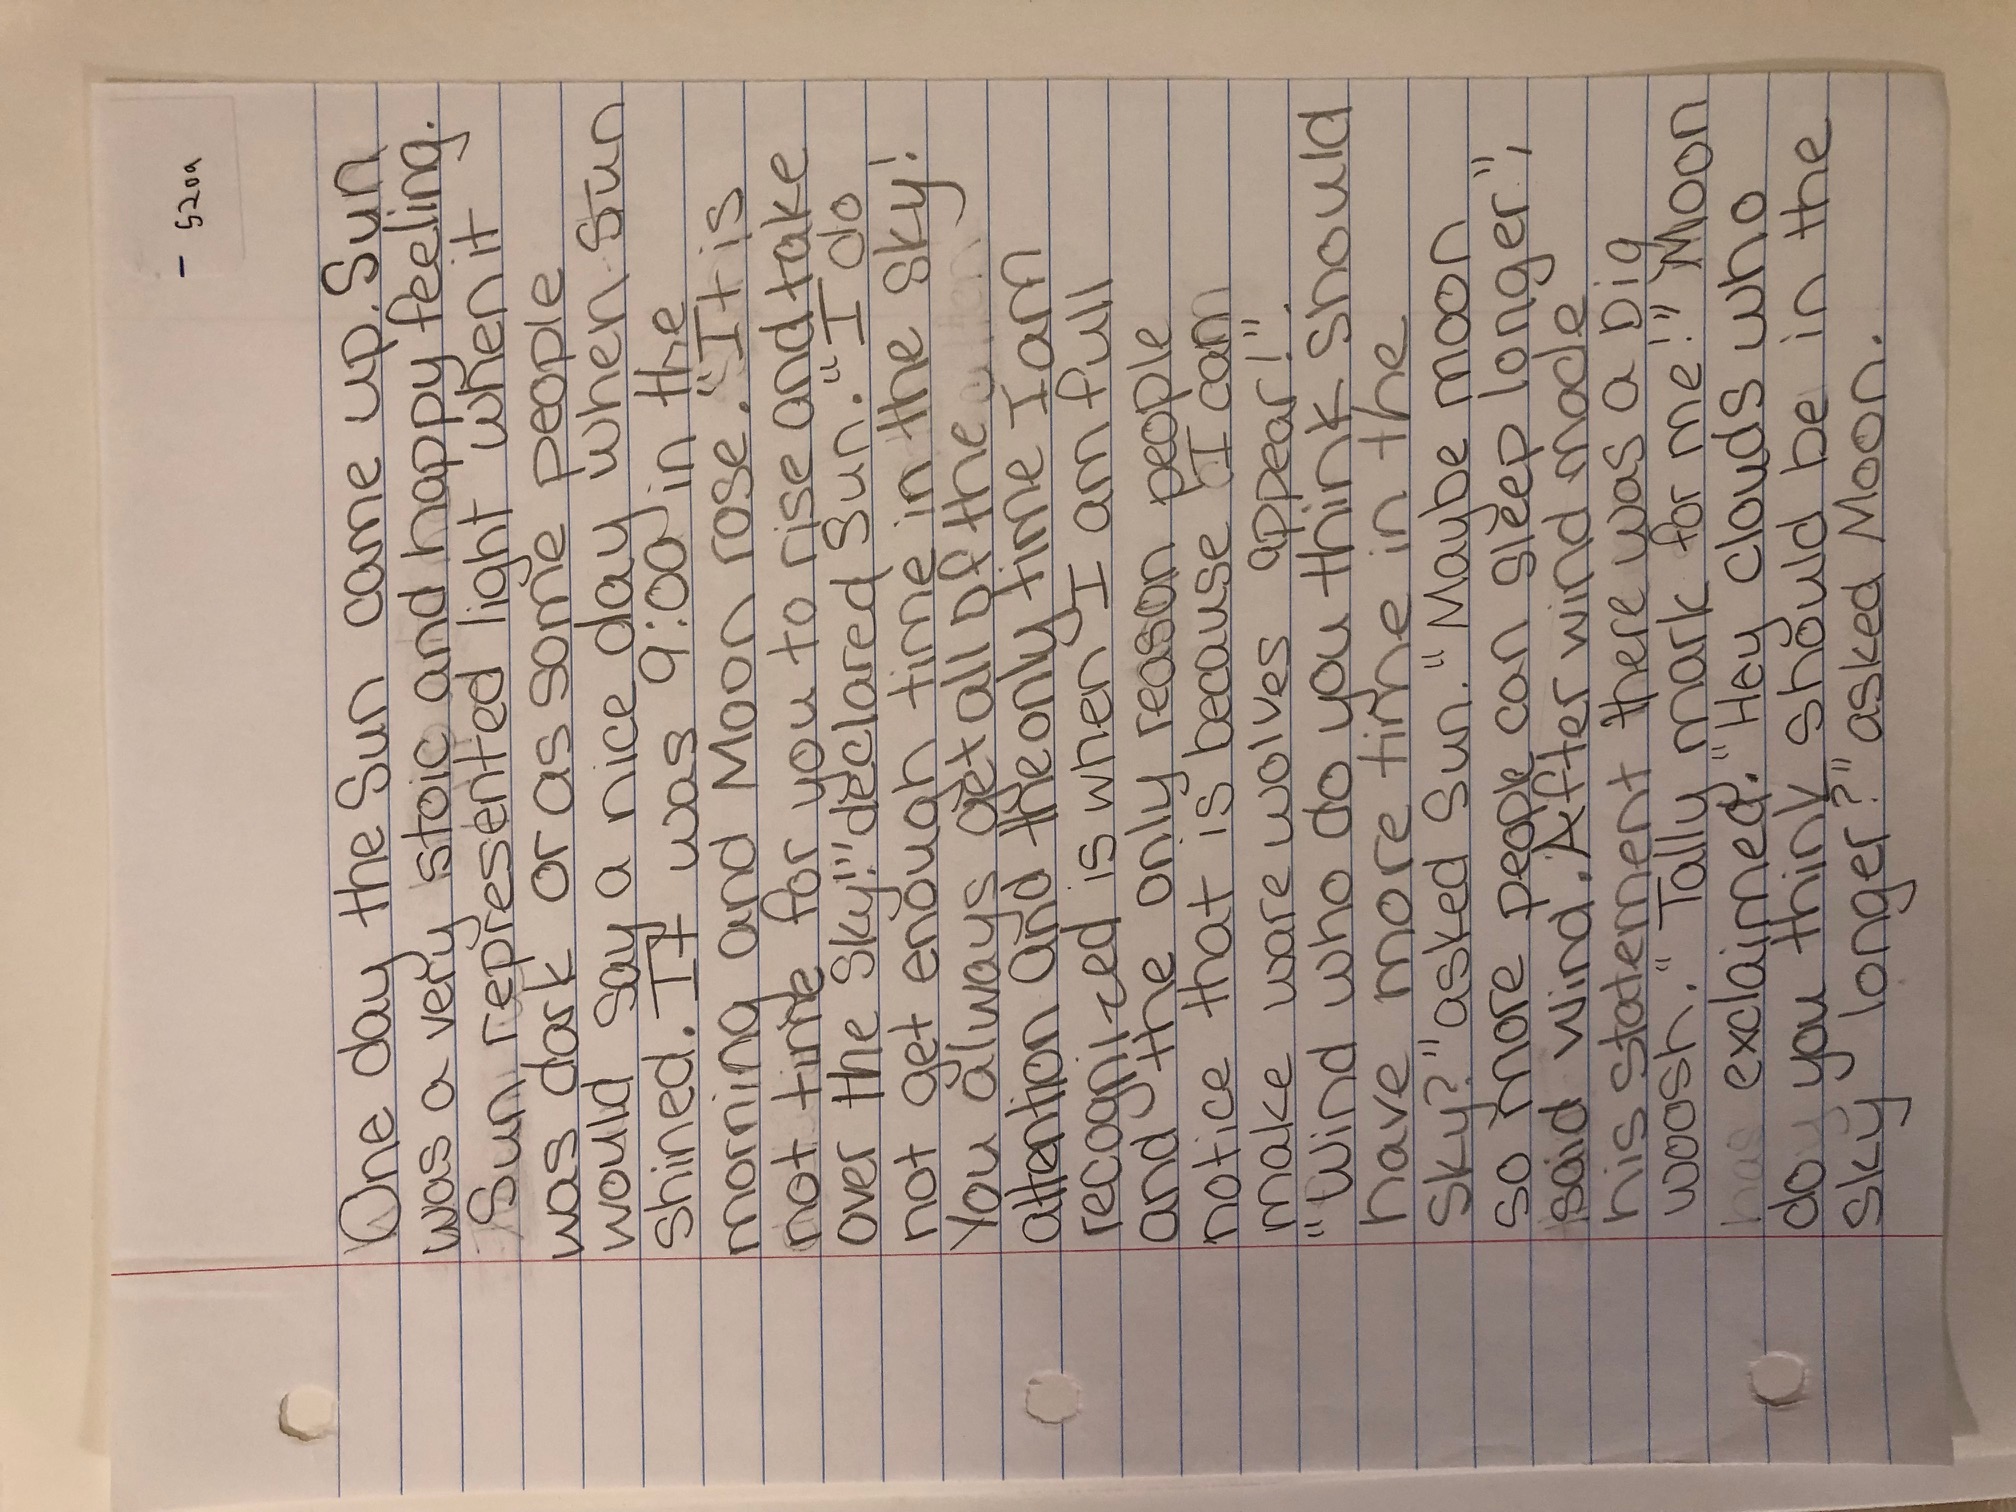 - S20a
One day the Sun came up. Sun
was a very stoic and happy feeling.
Sun represented light when it
was dark or as some people
would say a nice day when Sun
shined. It was 9:00 in the
morning and Moon rose. "It is
not time for you to rise and take
over the sky!" declared Sun. "I do
not get enough time in the sky!
You always get all of the
attention and the only time I am
recognized is when I am full
and the only reason people
notice that is because I can
make ware wolves appear!".
"Wind who do you think should
have more time in the
sky?" asked Sun. "Maybe moon
so more people can sleep longer",
said Wind. After wind made
his statement there was a big
woosh. "Tally mark for me!" Moon
exclaimed. "Hey clouds who
do you think should be in the
sky longer?" asked Moon.